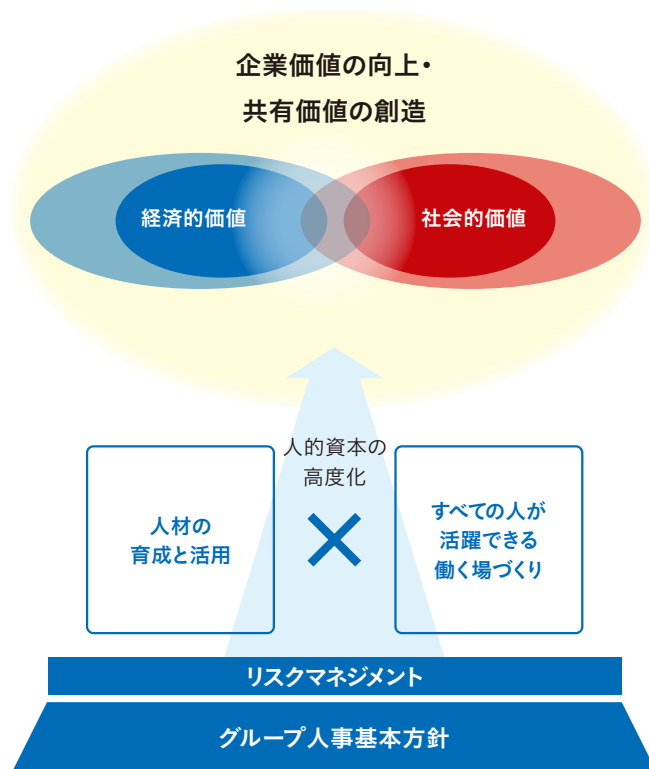 企業価値の向上・
共有価値の創造
経済的価値
社会的価値
人的資本の
高度化
人材の
育成と活用
すべての人が
活躍できる
働く場づくり
リスクマネジメント
グループ人事基本方針